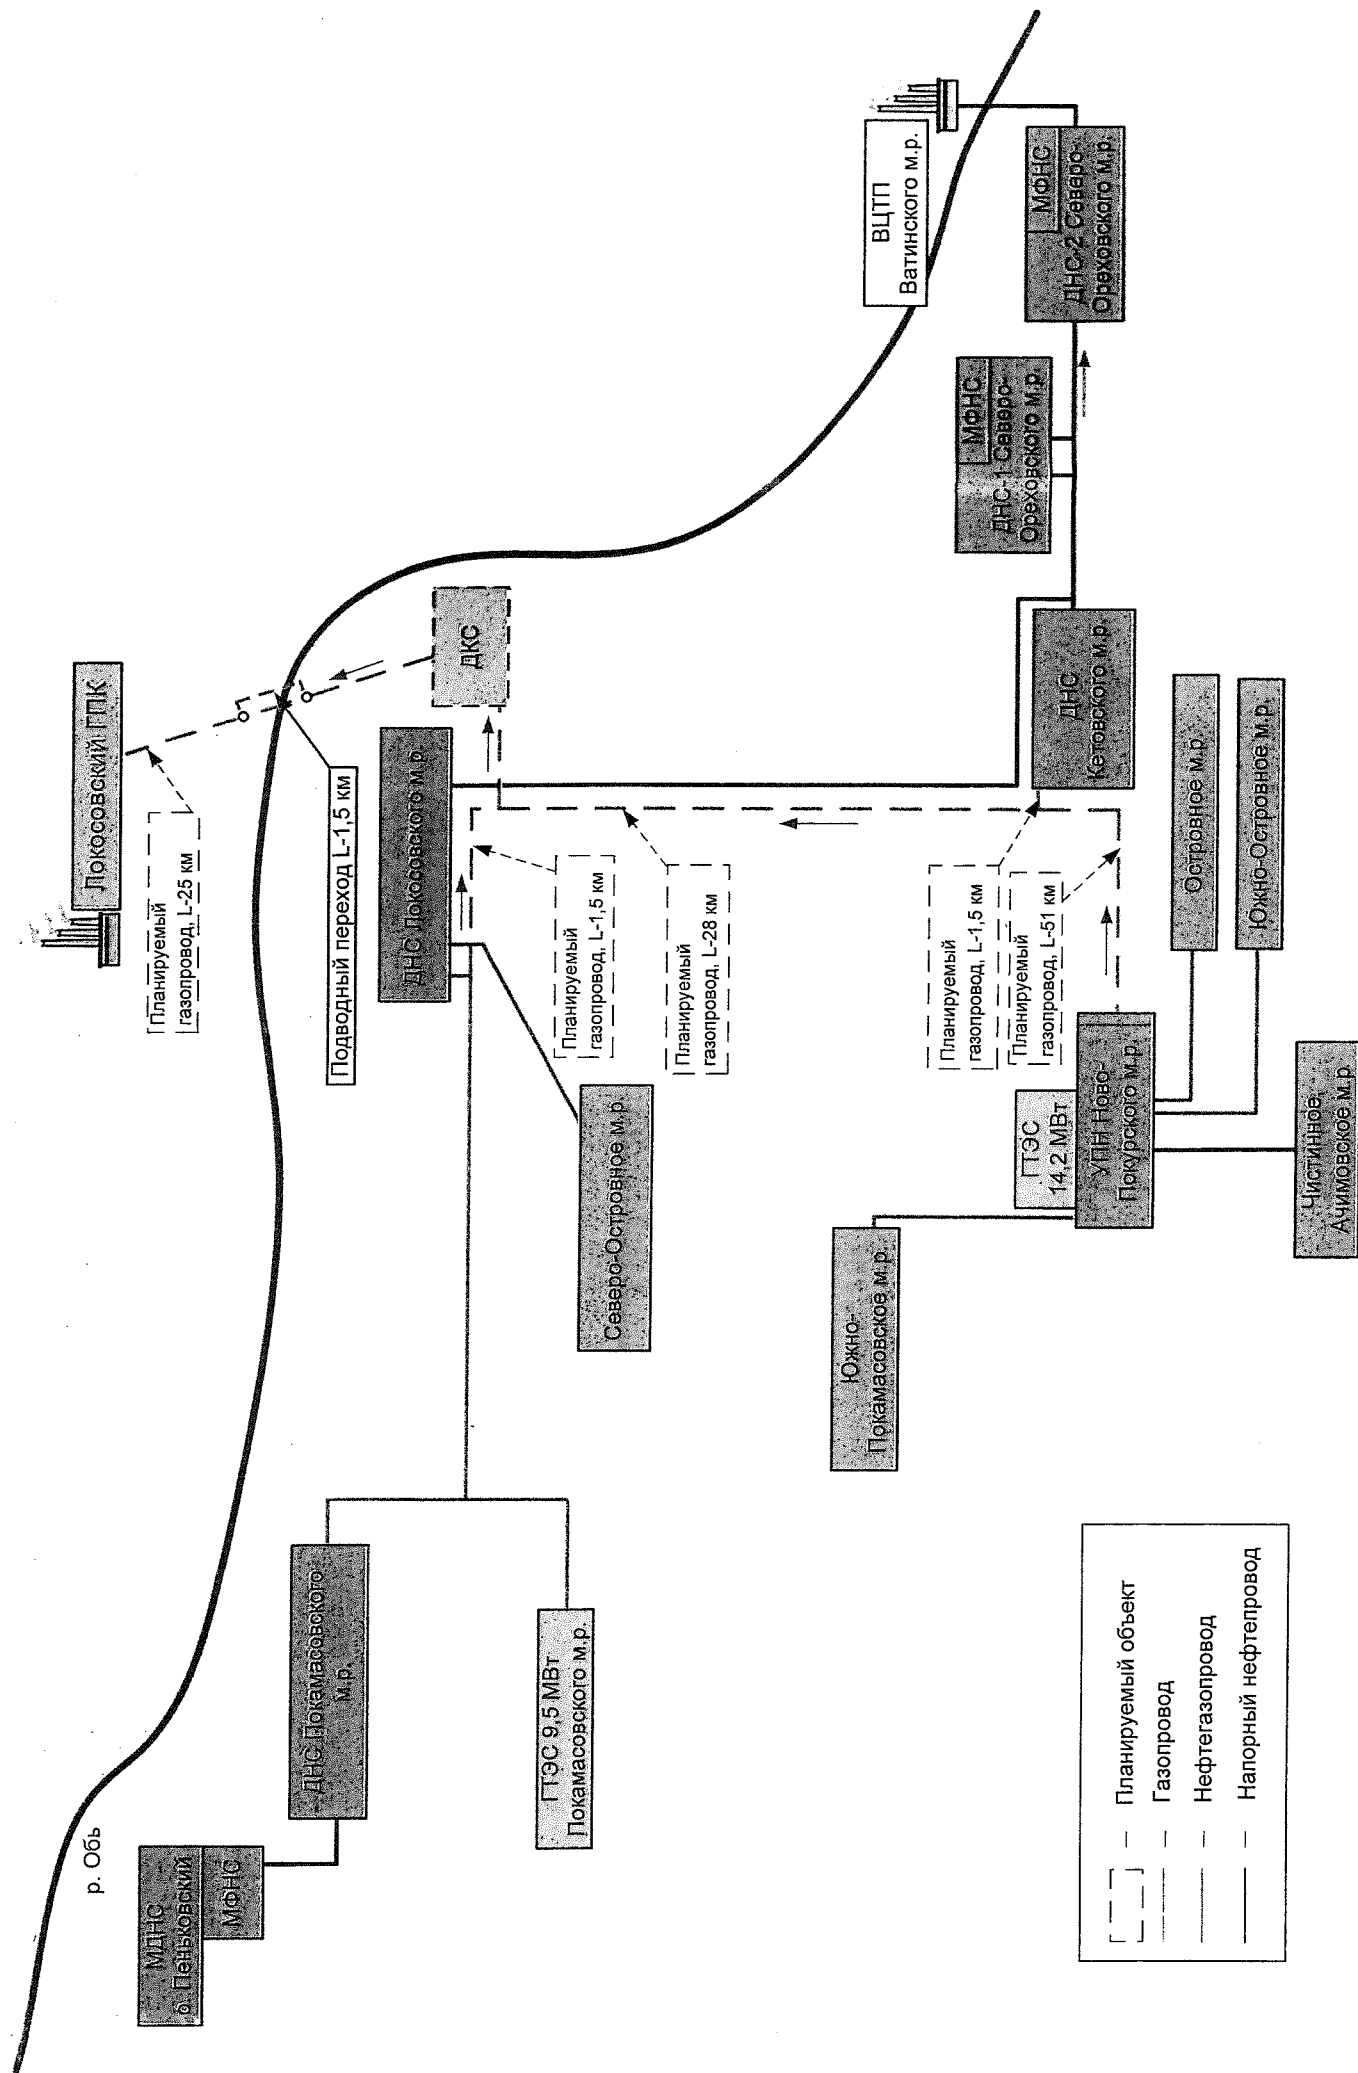 р. Обь
МДНС
б. Пеньковский
МФНС
ДНС Покамасовского
м.р.
ГТЭС 9,5 МВт
Покамасовского м.р.
Локосовский ГПК
Планируемый
газопровод, L-25 км
Подводный переход L-1,5 км
ДКС
ДНС Локосовского м.р.
Планируемый
газопровод, L-1,5 км
Планируемый
газопровод, L-28 км
Северо-Островное м.р.
ВЦТП
Ватинского м.р.
МФНС
ДНС-2 Северо-
Ореховского м.р.
МФНС
ДНС-1 Северо-
Ореховского м.р.
ДНС
Кетовского м.р.
Планируемый
газопровод, L-1,5 км
Планируемый
газопровод, L-51 км
Островное м.р.
Южно-Островное м.р.
ГТЭС
14,2 МВт
УПН Ново-
Покурского м.р.
Южно-
Покамасовское м.р.
Чистинное,
Ачимовское м.р.
– Планируемый объект
– Газопровод
– Нефтегазопровод
– Напорный нефтепровод